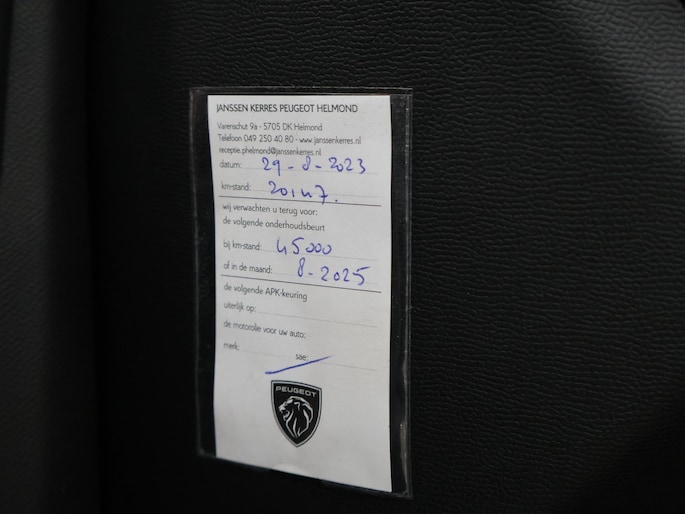 JANSSEN KERRES PEUGEOT HELMOND
Varenschut 9a - 5705 DK Helmond
Telefoon 049 250 40 80 - www.janssenkerres.nl
receptie.phelmond@janssenkerres.nl
datum: 29-8-2023
km-stand: 20147.
wij verwachten u terug voor:
de volgende onderhoudsbeurt
bij km-stand: 45000
of in de maand: 8-2025
de volgende APK-keuring
uiterlijk op:
de motorolie voor uw auto:
merk: sae:
PEUGEOT